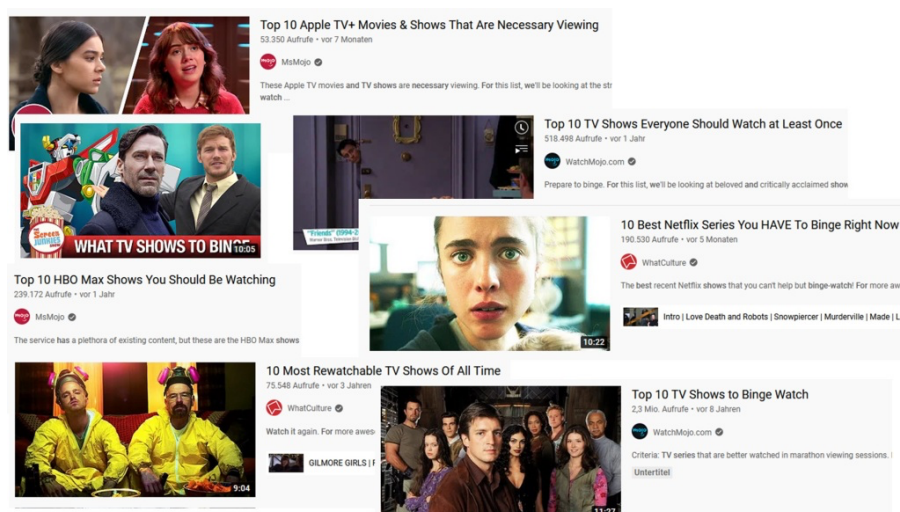 Top 10 Apple TV+ Movies & Shows That Are Necessary Viewing
53.350 Aufrufe • vor 7 Monaten
MsMojo
These Apple TV movies and TV shows are necessary viewing. For this list, we'll be looking at the str
watch ...
Top 10 TV Shows Everyone Should Watch at Least Once
518.498 Aufrufe • vor 1 Jahr
WatchMojo.com
Prepare to binge. For this list, we'll be looking at beloved and critically acclaimed show
"Friends" (1994-2
Warner Bros. Television Di
THE SCREEN JUNKIES SHOW
WHAT TV SHOWS TO BINGE
10:05
10 Best Netflix Series You HAVE To Binge Right Now
190.530 Aufrufe • vor 5 Monaten
WhatCulture
The best recent Netflix shows that you can't help but binge-watch! For more aw
Intro | Love Death and Robots | Snowpiercer | Murderville | Made | L
10:22
Top 10 HBO Max Shows You Should Be Watching
239.172 Aufrufe • vor 1 Jahr
mojo
MsMojo
The service has a plethora of existing content, but these are the HBO Max shows
10 Most Rewatchable TV Shows Of All Time
75.548 Aufrufe • vor 3 Jahren
WhatCulture
Watch it again. For more awes
GILMORE GIRLS | F
9:04
Top 10 TV Shows to Binge Watch
2,3 Mio. Aufrufe • vor 8 Jahren
WatchMojo.com
Criteria: TV series that are better watched in marathon viewing sessions.
Untertitel
11:27